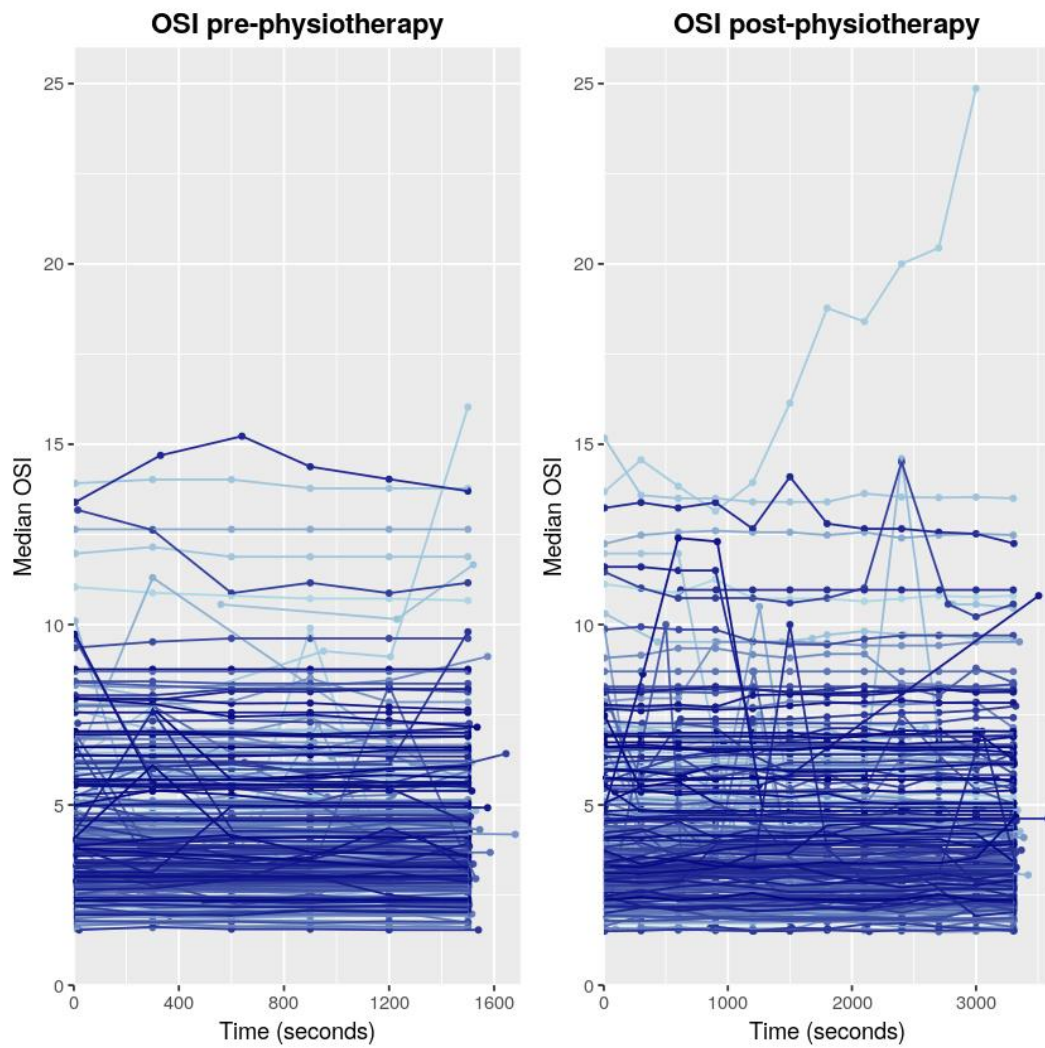 OSI pre-physiotherapy
25
20
15
10
5
0
Median OSI
0 400 800 1200 1600
Time (seconds)
OSI post-physiotherapy
25
20
15
10
5
0
Median OSI
0 1000 2000 3000
Time (seconds)